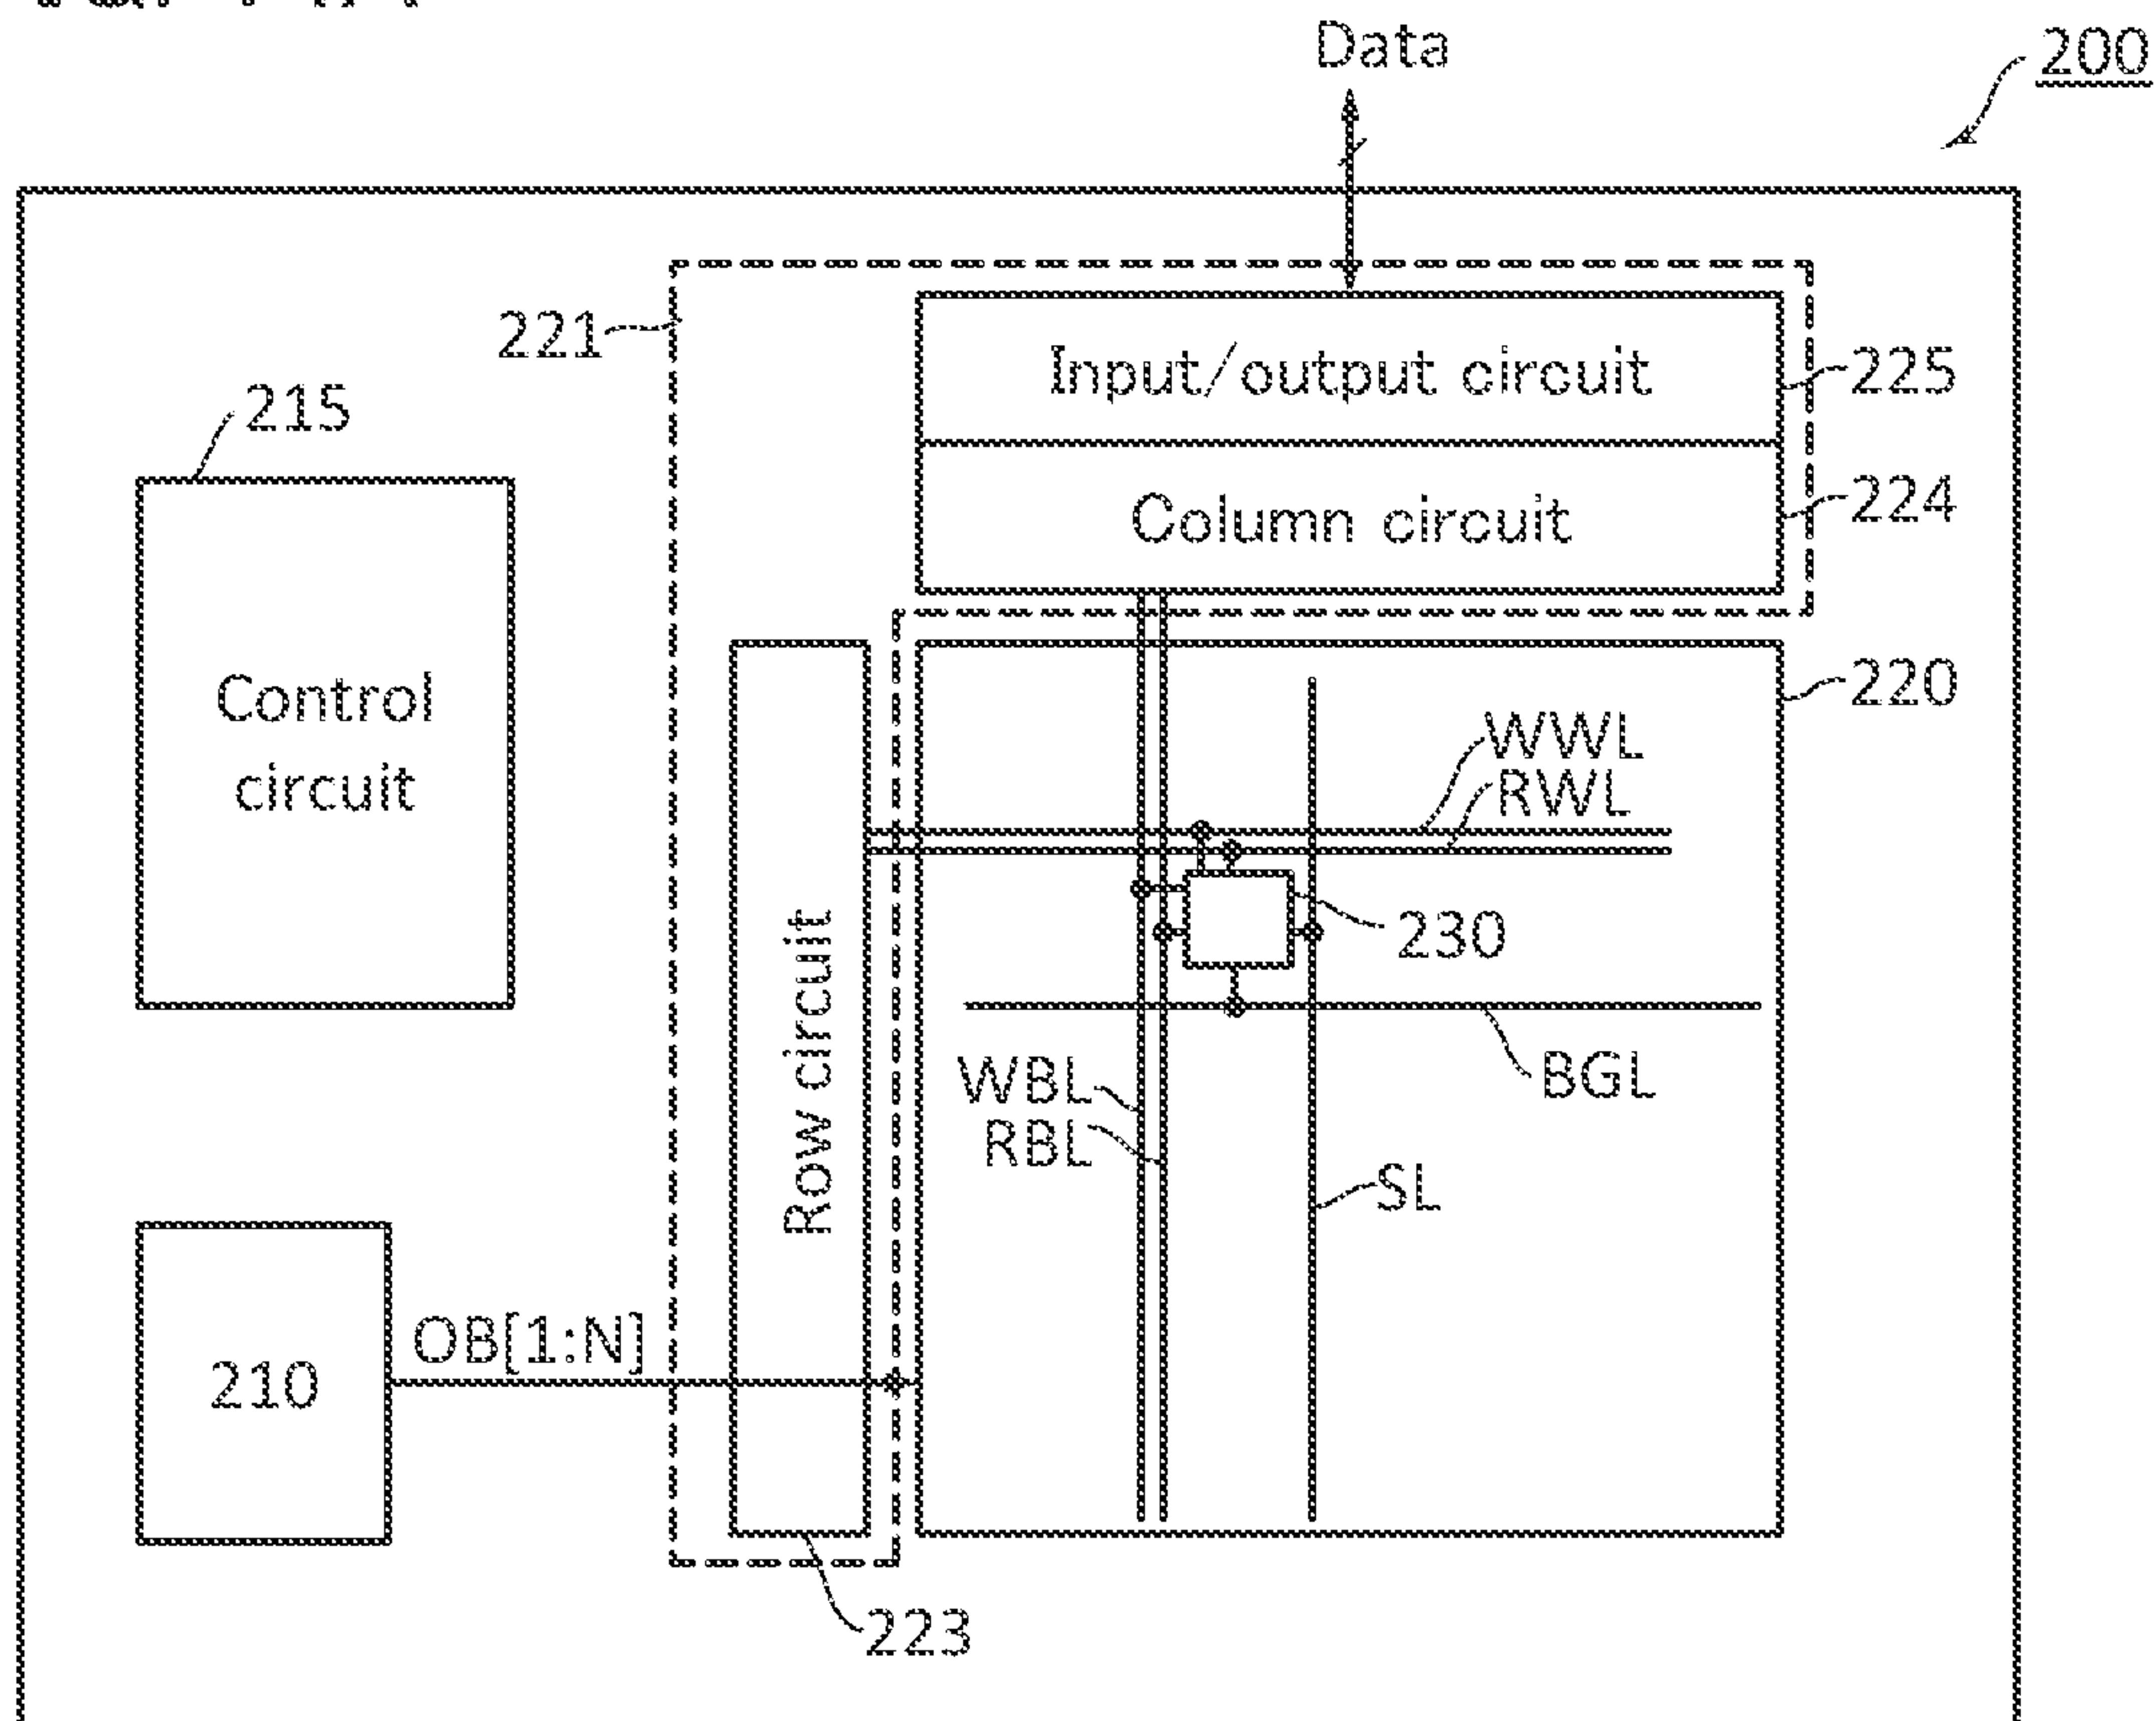 Data
200
221
Input/output circuit
225
215
Column circuit
224
Control
circuit
220
WWL
RWL
Row circuit
230
WBL
RBL
BGL
SL
OB[1:N]
210
223